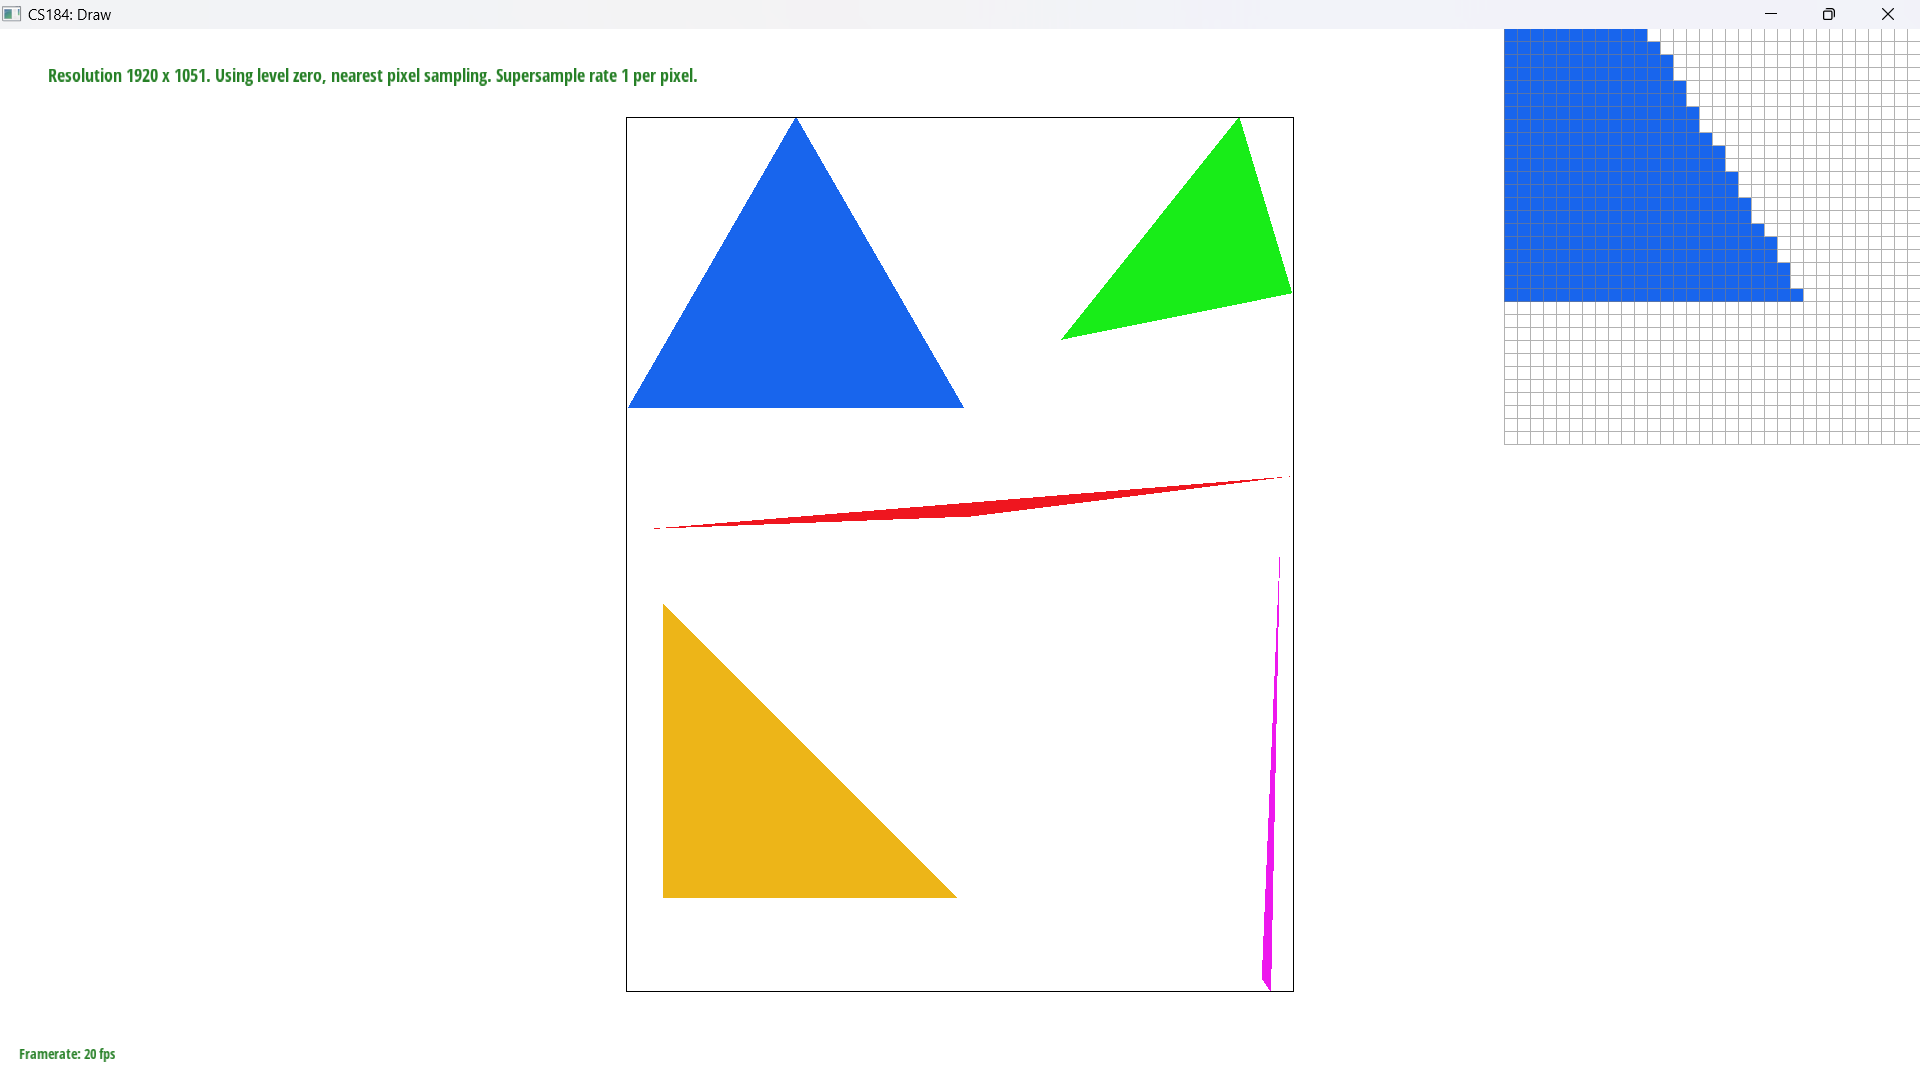 CS184: Draw
Resolution 1920 x 1051. Using level zero, nearest pixel sampling. Supersample rate 1 per pixel.
Framerate: 20 fps